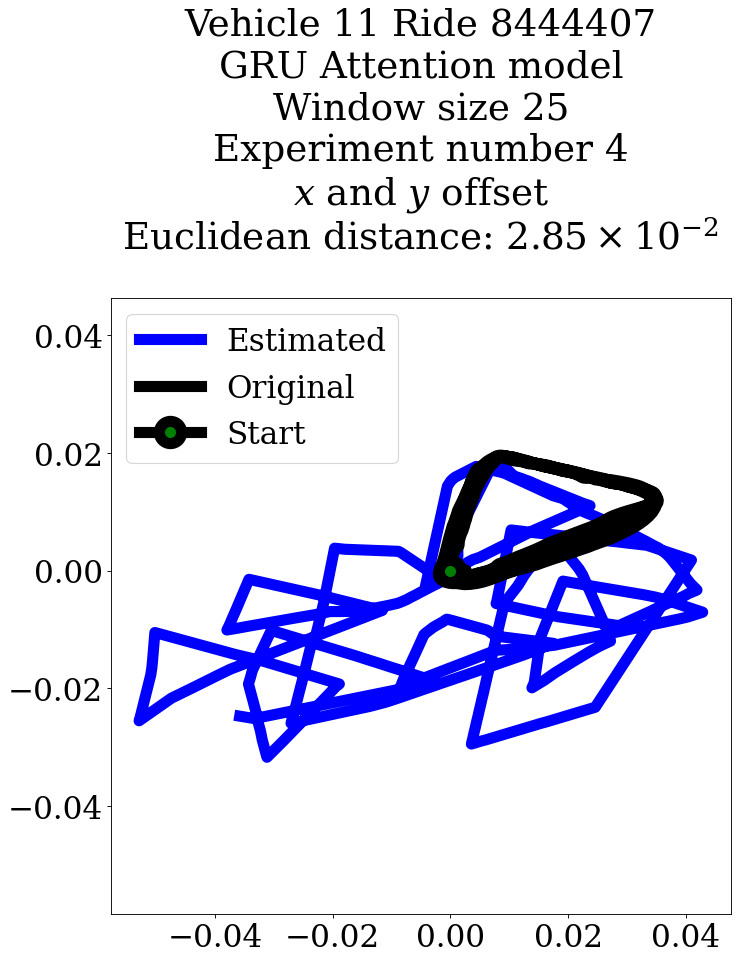 Vehicle 11 Ride 8444407
GRU Attention model
Window size 25
Experiment number 4
x and y offset
Euclidean distance: 2.85 × 10⁻²
Estimated
Original
Start
0.04
0.02
0.00
−0.02
−0.04
−0.04 −0.02 0.00 0.02 0.04